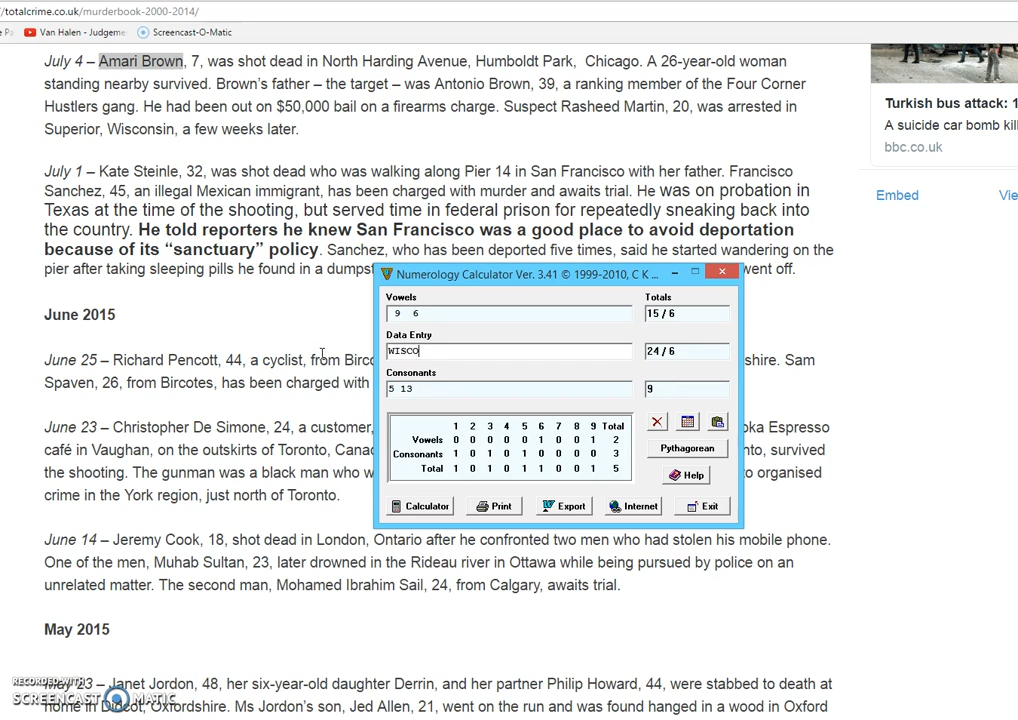 /totalcrime.co.uk/murderbook-2000-2014/
Van Halen - Judgeme Screencast-O-Matic
July 4 – Amari Brown, 7, was shot dead in North Harding Avenue, Humboldt Park, Chicago. A 26-year-old woman
standing nearby survived. Brown's father – the target – was Antonio Brown, 39, a ranking member of the Four Corner
Hustlers gang. He had been out on $50,000 bail on a firearms charge. Suspect Rasheed Martin, 20, was arrested in
Superior, Wisconsin, a few weeks later.
July 1 – Kate Steinle, 32, was shot dead who was walking along Pier 14 in San Francisco with her father. Francisco
Sanchez, 45, an illegal Mexican immigrant, has been charged with murder and awaits trial. He was on probation in
Texas at the time of the shooting, but served time in federal prison for repeatedly sneaking back into
the country. He told reporters he knew San Francisco was a good place to avoid deportation
because of its “sanctuary” policy. Sanchez, who has been deported five times, said he started wandering on the
pier after taking sleeping pills he found in a dumpst went off.
June 2015
June 25 – Richard Pencott, 44, a cyclist, from Birco shire. Sam
Spaven, 26, from Bircotes, has been charged with
June 23 – Christopher De Simone, 24, a customer, oka Espresso
café in Vaughan, on the outskirts of Toronto, Canad nto, survived
the shooting. The gunman was a black man who w to organised
crime in the York region, just north of Toronto.
June 14 – Jeremy Cook, 18, shot dead in London, Ontario after he confronted two men who had stolen his mobile phone.
One of the men, Muhab Sultan, 23, later drowned in the Rideau river in Ottawa while being pursued by police on an
unrelated matter. The second man, Mohamed Ibrahim Sail, 24, from Calgary, awaits trial.
May 2015
May 23 – Janet Jordon, 48, her six-year-old daughter Derrin, and her partner Philip Howard, 44, were stabbed to death at
home in Didcot, Oxfordshire. Ms Jordon's son, Jed Allen, 21, went on the run and was found hanged in a wood in Oxford
RECORDED WITH
SCREENCAST MATIC
Turkish bus attack: 1
A suicide car bomb kil
bbc.co.uk
Embed Vie
Numerology Calculator Ver. 3.41 © 1999-2010, C K ...
Vowels Totals
9 6 15 / 6
Data Entry
WISCO 24 / 6
Consonants
5 13 9
1 2 3 4 5 6 7 8 9 Total
Vowels 0 0 0 0 0 1 0 0 1 2
Consonants 1 0 1 0 1 0 0 0 0 3
Total 1 0 1 0 1 1 0 0 1 5
Pythagorean
Help
Calculator Print Export Internet Exit